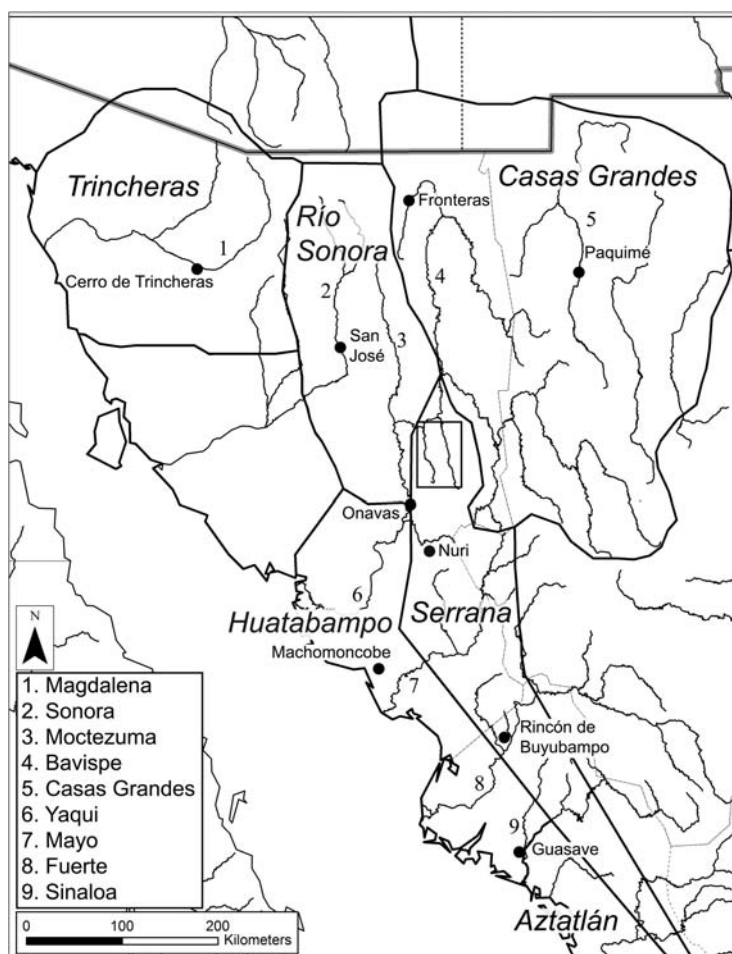 Trincheras
Casas Grandes
Río
Sonora
Fronteras
5
1
4
Paquimé
Cerro de Trincheras
2
3
San
José
Onavas
Nuri
6
Serrana
Huatabampo
Machomoncobe
7
Rincón de
Buyubampo
8
9
Guasave
Aztatlán
N
1. Magdalena
2. Sonora
3. Moctezuma
4. Bavispe
5. Casas Grandes
6. Yaqui
7. Mayo
8. Fuerte
9. Sinaloa
0 100 200
Kilometers